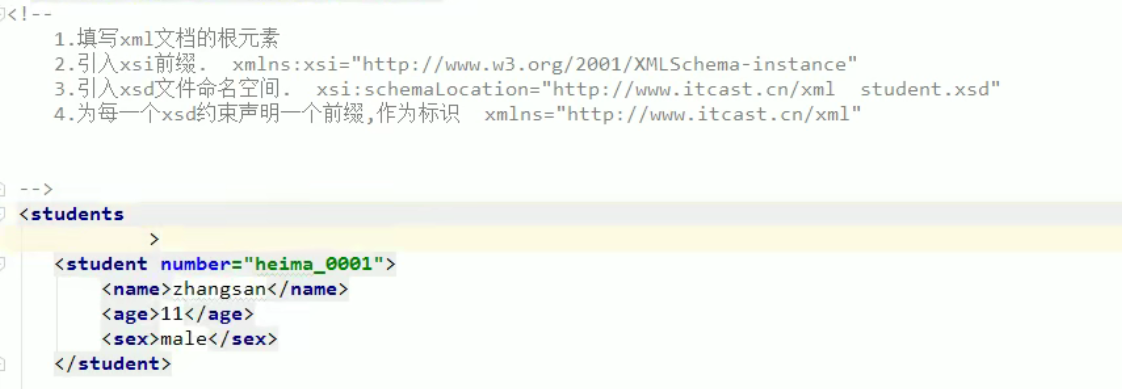 <!--
1.填写xml文档的根元素
2.引入xsi前缀.  xmlns:xsi="http://www.w3.org/2001/XMLSchema-instance"
3.引入xsd文件命名空间.  xsi:schemaLocation="http://www.itcast.cn/xml  student.xsd"
4.为每一个xsd约束声明一个前缀,作为标识  xmlns="http://www.itcast.cn/xml"
-->
<students
>
<student number="heima_0001">
<name>zhangsan</name>
<age>11</age>
<sex>male</sex>
</student>